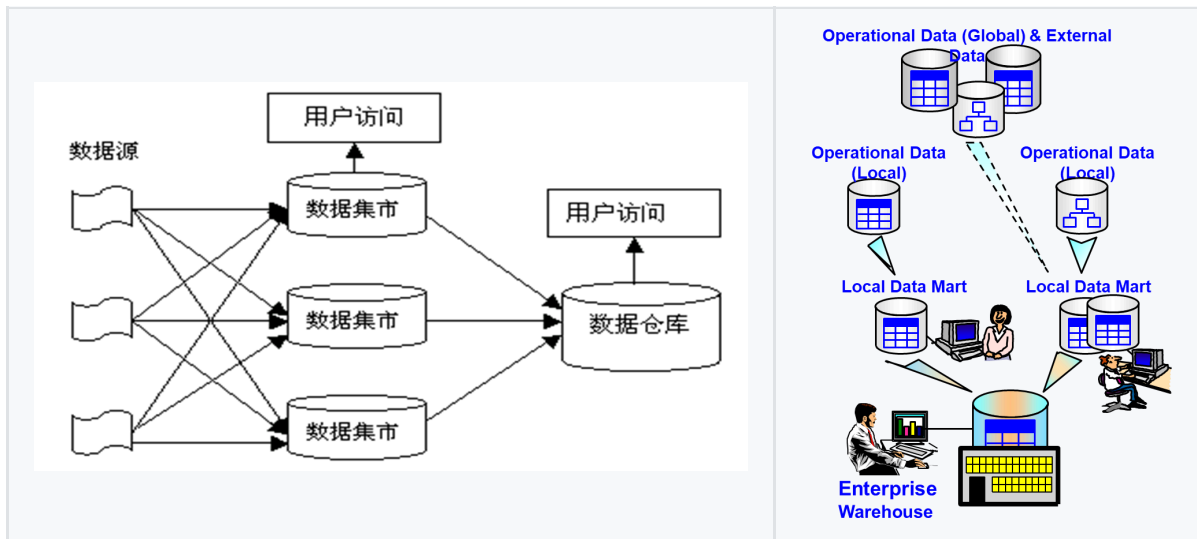 用户访问
数据源
数据集市
用户访问
数据集市
数据仓库
数据集市
Operational Data (Global) & External
Data
Operational Data
(Local)
Operational Data
(Local)
Local Data Mart
Local Data Mart
Enterprise
Warehouse